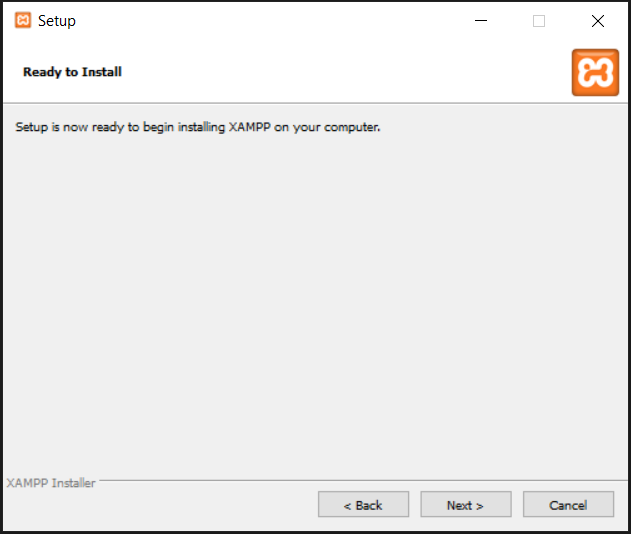 Setup
Ready to Install
Setup is now ready to begin installing XAMPP on your computer.
XAMPP Installer
< Back
Next >
Cancel